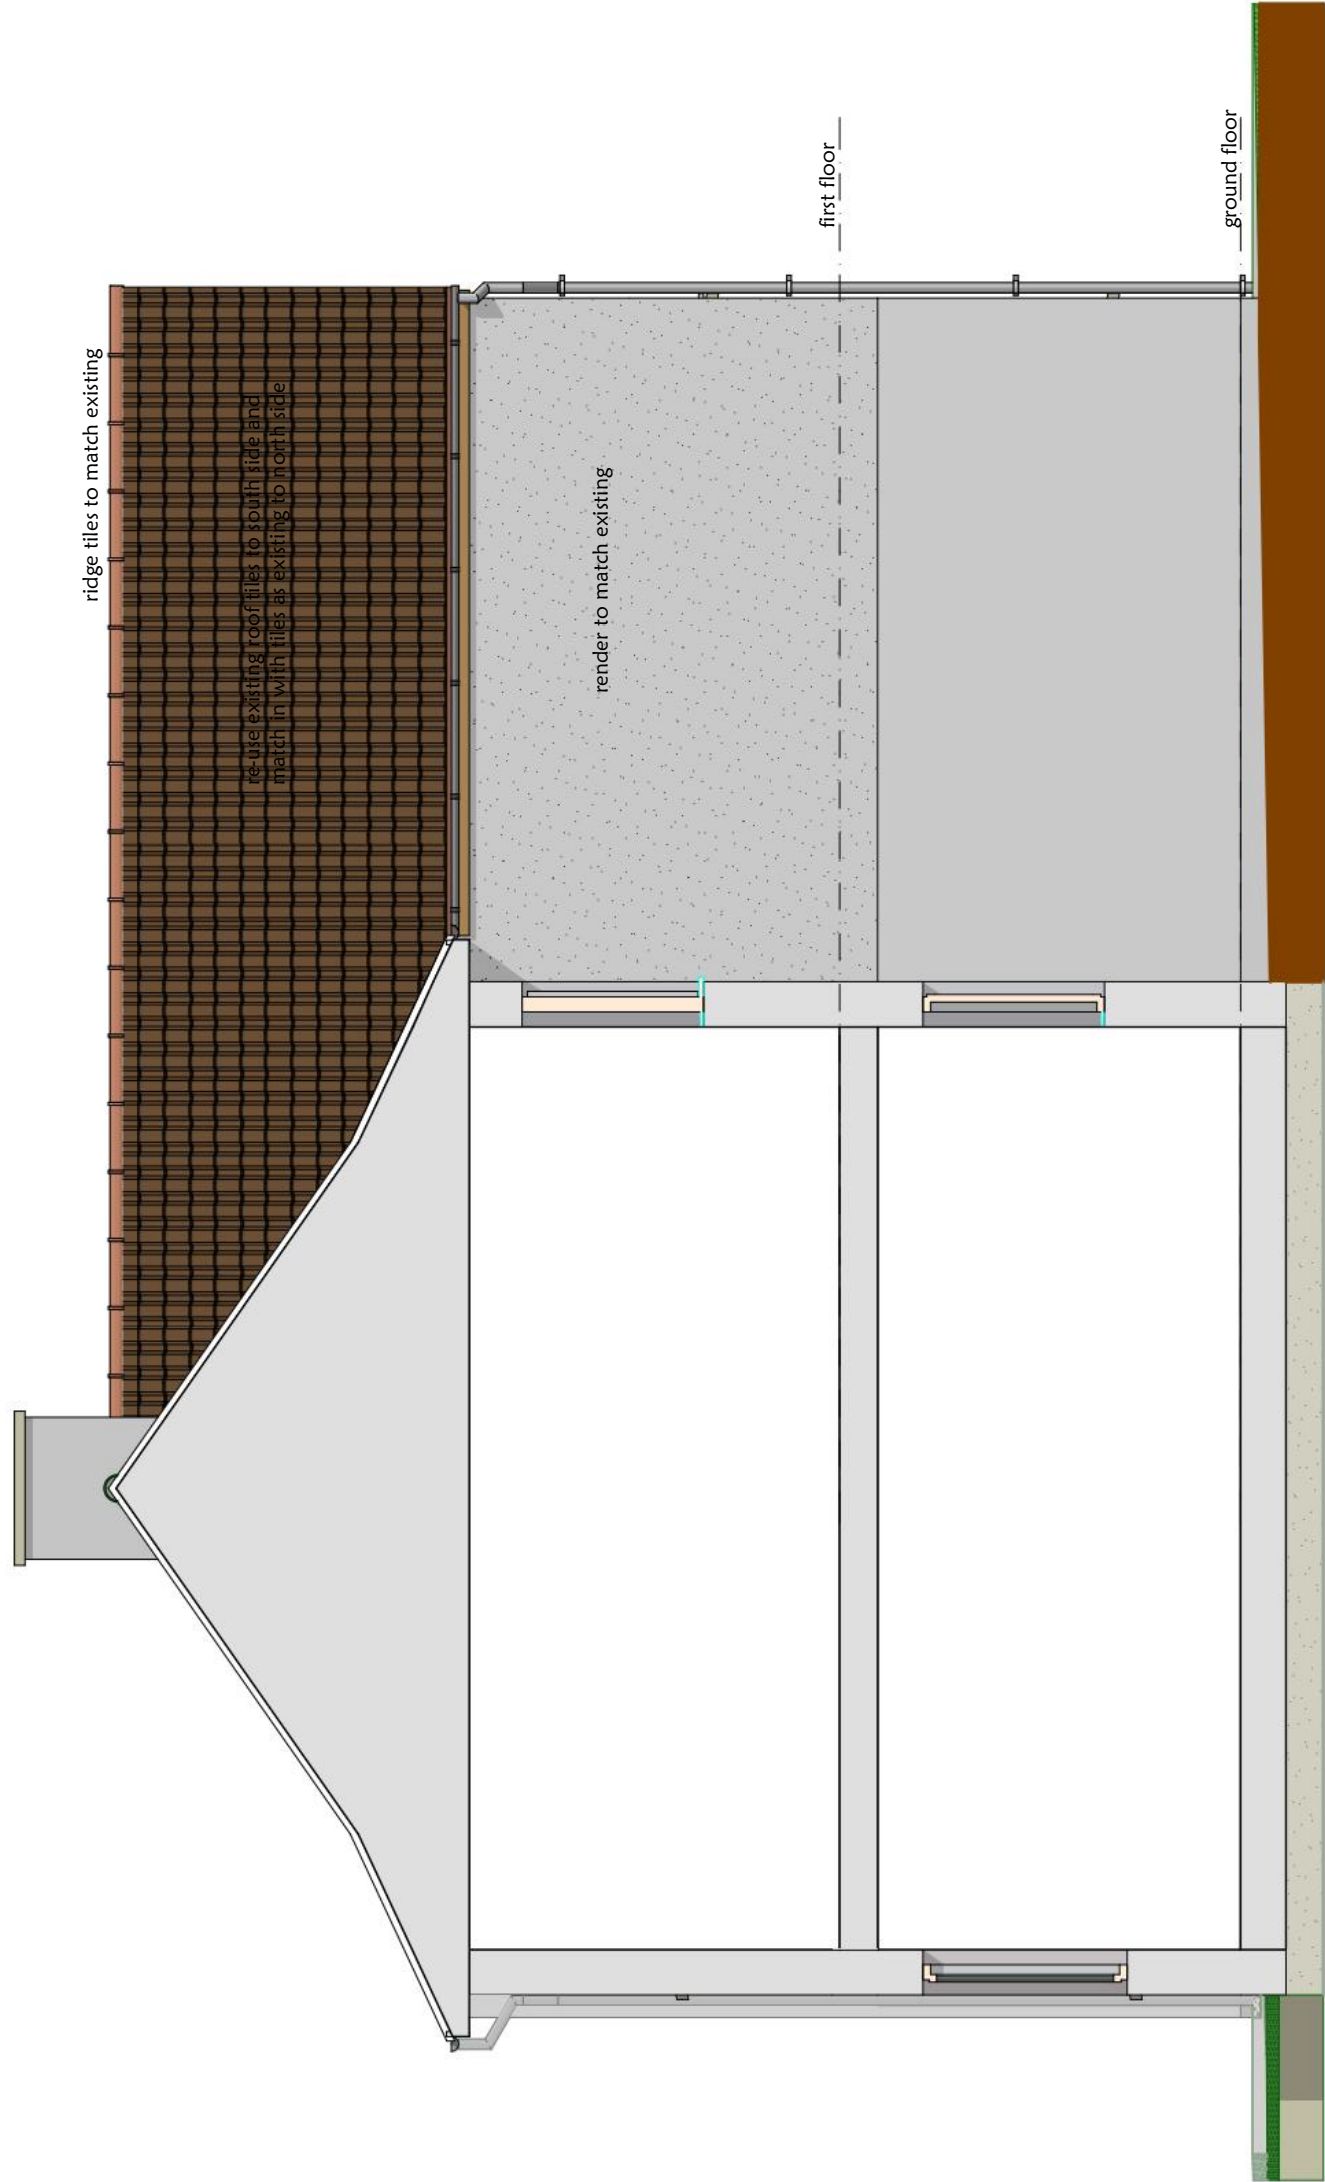 ridge tiles to match existing
re-use existing roof tiles to south side and
match in with tiles as existing to north side
render to match existing
first floor
ground floor